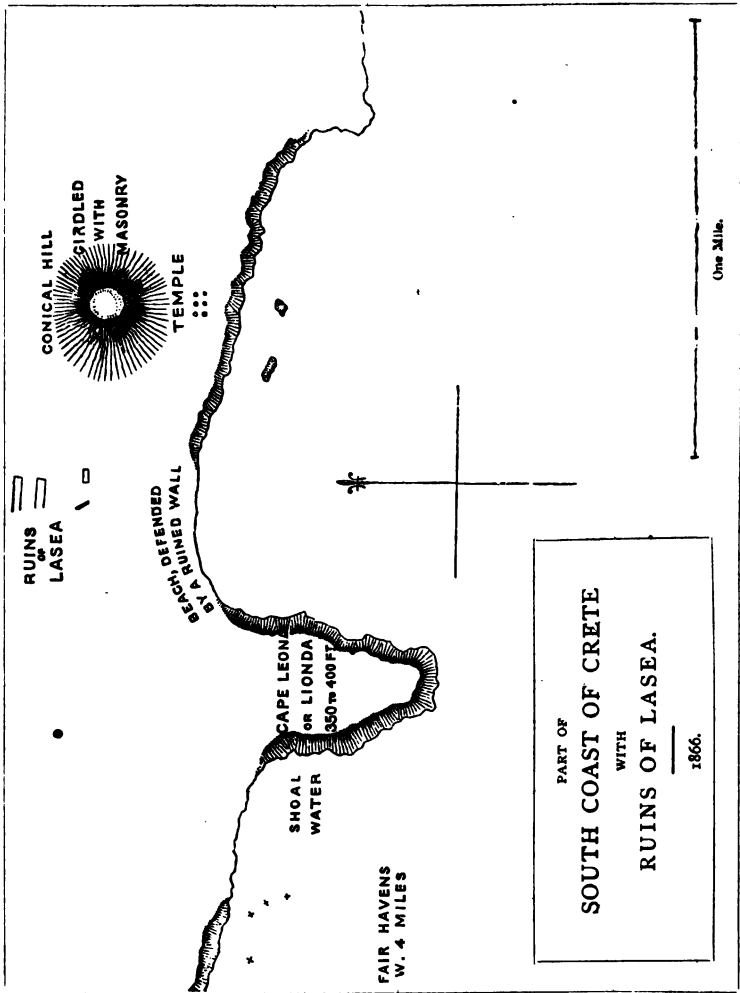 RUINS
OF
LASEA
CONICAL HILL
GIRDLED
WITH
MASONRY
TEMPLE
BEACH, DEFENDED
BY A RUINED WALL
CAPE LEONA
OR LIONDA
350 TO 400 FT
SHOAL
WATER
FAIR HAVENS
W. 4 MILES
PART OF
SOUTH COAST OF CRETE
WITH
RUINS OF LASEA.
1866.
One Mile.